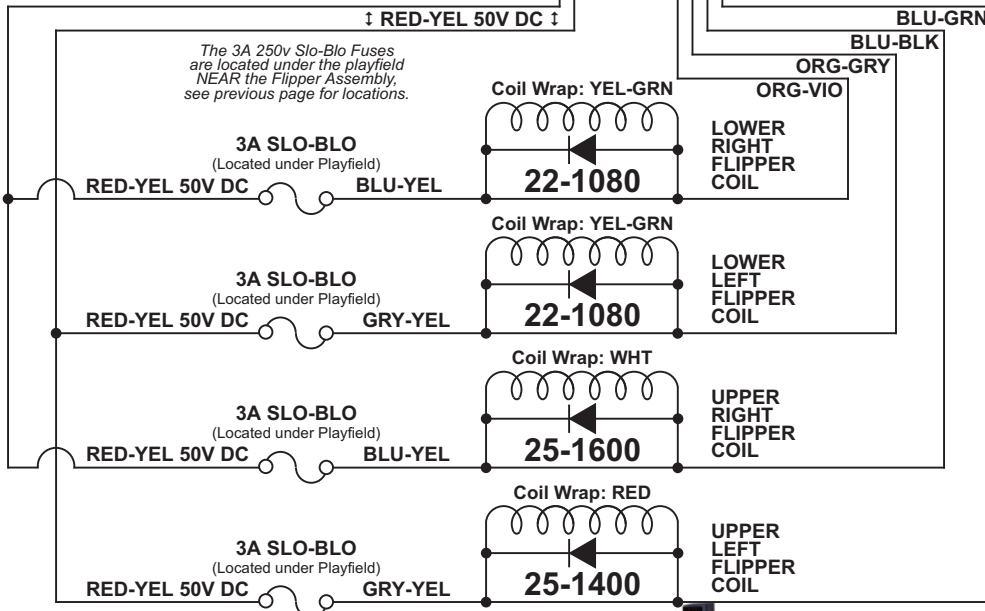 ↕ RED-YEL 50V DC ↕
BLU-GRN
BLU-BLK
ORG-GRY
ORG-VIO
The 3A 250v Slo-Blo Fuses
are located under the playfield
NEAR the Flipper Assembly,
see previous page for locations.
Coil Wrap: YEL-GRN
3A SLO-BLO
(Located under Playfield)
RED-YEL 50V DC
BLU-YEL
22-1080
LOWER
RIGHT
FLIPPER
COIL
Coil Wrap: YEL-GRN
3A SLO-BLO
(Located under Playfield)
RED-YEL 50V DC
GRY-YEL
22-1080
LOWER
LEFT
FLIPPER
COIL
Coil Wrap: WHT
3A SLO-BLO
(Located under Playfield)
RED-YEL 50V DC
BLU-YEL
25-1600
UPPER
RIGHT
FLIPPER
COIL
Coil Wrap: RED
3A SLO-BLO
(Located under Playfield)
RED-YEL 50V DC
GRY-YEL
25-1400
UPPER
LEFT
FLIPPER
COIL